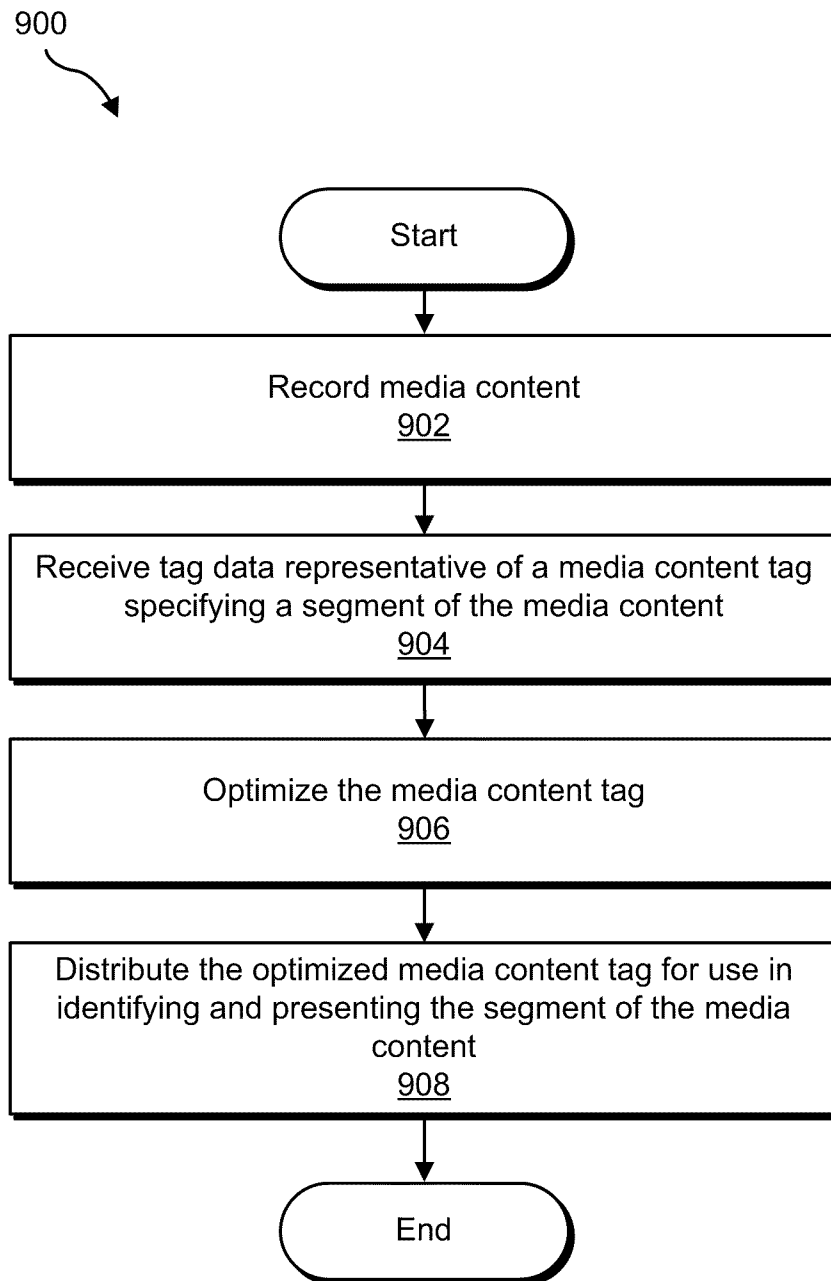 900
Start
Record media content
902
Receive tag data representative of a media content tag
specifying a segment of the media content
904
Optimize the media content tag
906
Distribute the optimized media content tag for use in
identifying and presenting the segment of the media
content
908
End